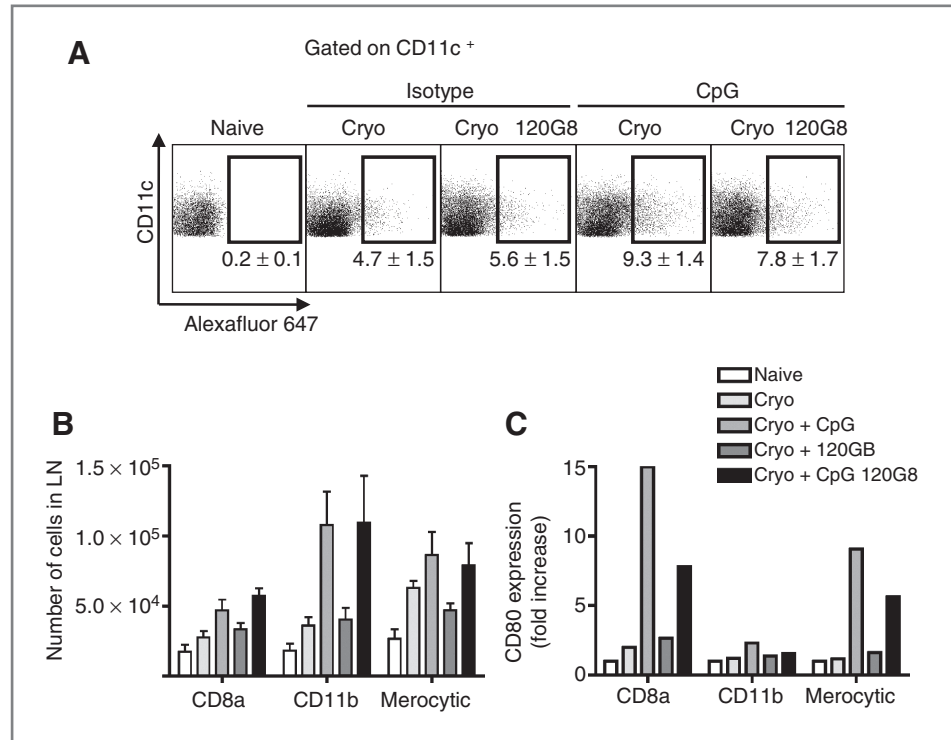 A
Gated on CD11c +
Isotype
CpG
Naive
Cryo
Cryo 120G8
Cryo
Cryo 120G8
CD11c
0.2 ± 0.1
4.7 ± 1.5
5.6 ± 1.5
9.3 ± 1.4
7.8 ± 1.7
Alexafluor 647
Naive
Cryo
Cryo + CpG
Cryo + 120GB
Cryo + CpG 120G8
B
Number of cells in LN
1.5 × 10⁵
1.0 × 10⁵
5.0 × 10⁴
CD8a
CD11b
Merocytic
C
CD80 expression
(fold increase)
15
10
5
0
CD8a
CD11b
Merocytic